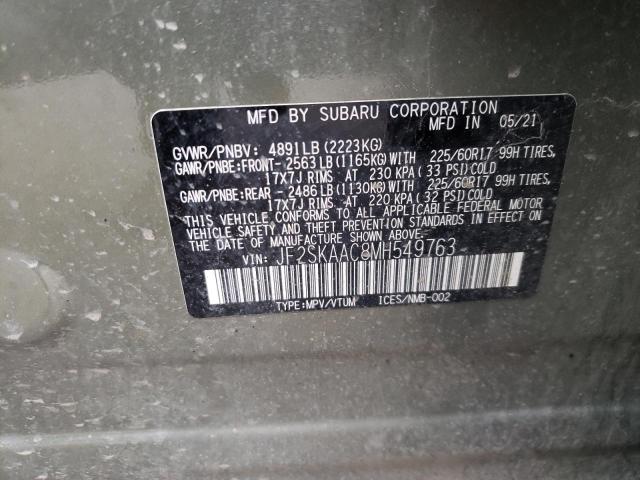 MFD BY SUBARU CORPORATION
MFD IN 05/21
GVWR/PNBV: 4891LB (2223KG)
GAWR/PNBE:FRONT- 2563LB(1165KG)WITH 225/60R17 99H TIRES,
17X7J RIMS AT 230 KPA (33 PSI)COLD
GAWR/PNBE:REAR - 2486LB(1130KG)WITH 225/60R17 99H TIRES,
17X7J RIMS AT 220 KPA (32 PSI)COLD
THIS VEHICLE CONFORMS TO ALL APPLICABLE FEDERAL MOTOR
VEHICLE SAFETY AND THEFT PREVENTION STANDARDS IN EFFECT
ON THE DATE OF MANUFACTURE SHOWN ABOVE.
VIN: JF2SKAAC8MH549763
TYPE:MPV/VTUM ICES/NMB-002